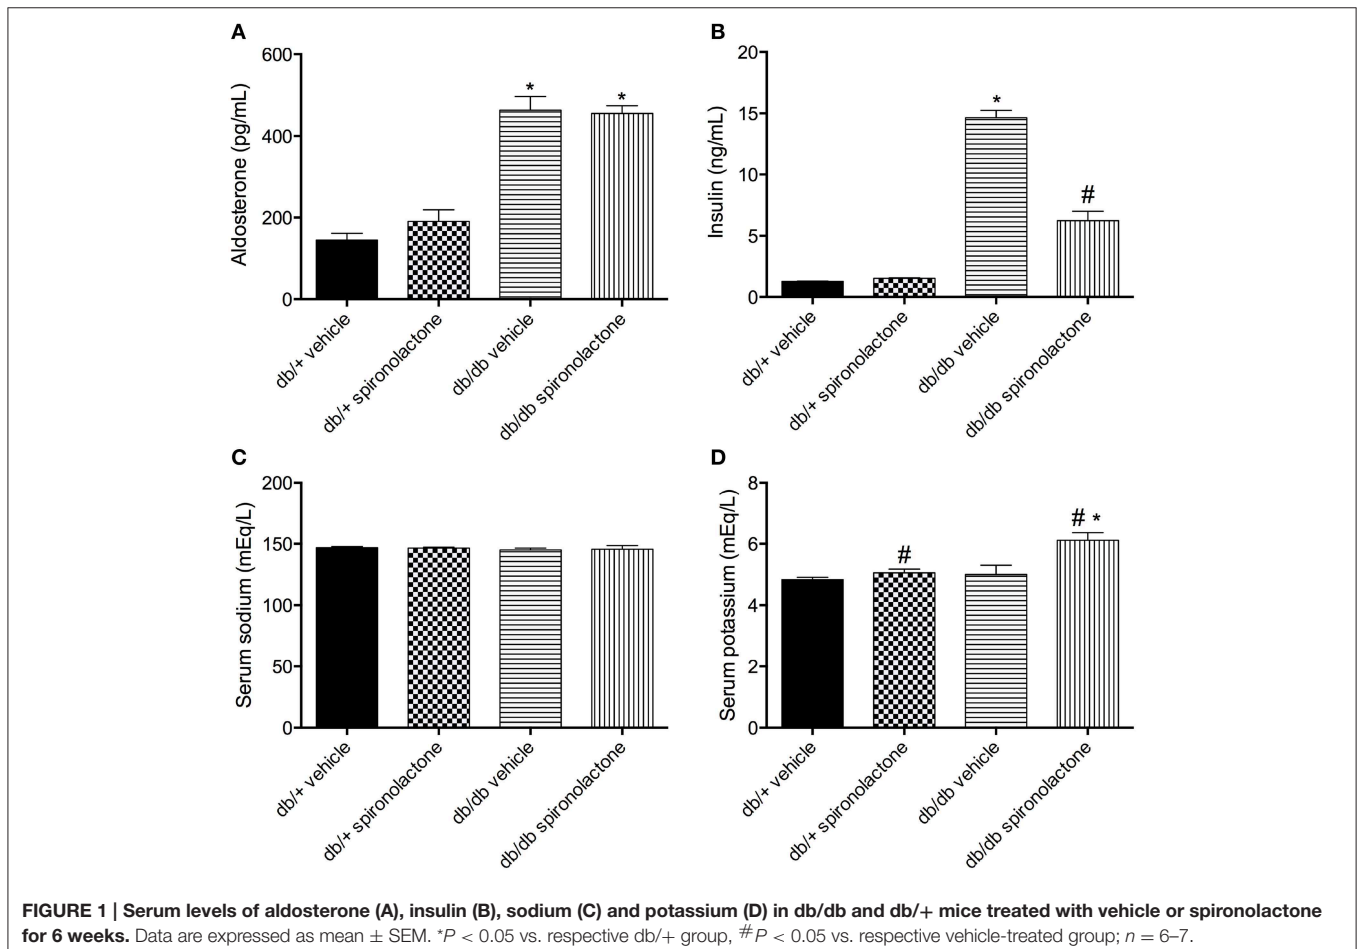 A
Aldosterone (pg/mL)
600
400
200
0
*
*
db/+ vehicle
db/+ spironolactone
db/db vehicle
db/db spironolactone
B
Insulin (ng/mL)
20
15
10
5
0
*
#
db/+ vehicle
db/+ spironolactone
db/db vehicle
db/db spironolactone
C
Serum sodium (mEq/L)
200
150
100
50
0
db/+ vehicle
db/+ spironolactone
db/db vehicle
db/db spironolactone
D
Serum potassium (mEq/L)
8
6
4
2
0
#
# *
db/+ vehicle
db/+ spironolactone
db/db vehicle
db/db spironolactone
FIGURE 1 | Serum levels of aldosterone (A), insulin (B), sodium (C) and potassium (D) in db/db and db/+ mice treated with vehicle or spironolactone
for 6 weeks. Data are expressed as mean ± SEM. *P < 0.05 vs. respective db/+ group, #P < 0.05 vs. respective vehicle-treated group; n = 6–7.